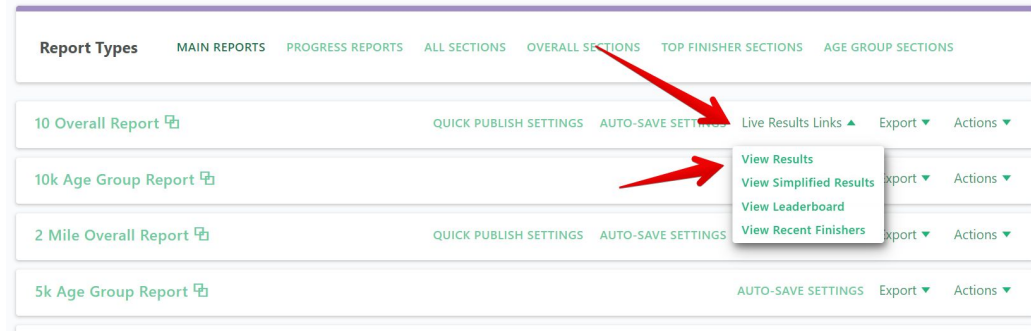 Report Types MAIN REPORTS PROGRESS REPORTS ALL SECTIONS OVERALL SECTIONS TOP FINISHER SECTIONS AGE GROUP SECTIONS
10 Overall Report QUICK PUBLISH SETTINGS AUTO-SAVE SETTINGS Live Results Links ▲ Export ▼ Actions ▼
View Results
10k Age Group Report Export ▼ Actions ▼
View Simplified Results
View Leaderboard
2 Mile Overall Report QUICK PUBLISH SETTINGS AUTO-SAVE SETTINGS Export ▼ Actions ▼
View Recent Finishers
5k Age Group Report AUTO-SAVE SETTINGS Export ▼ Actions ▼